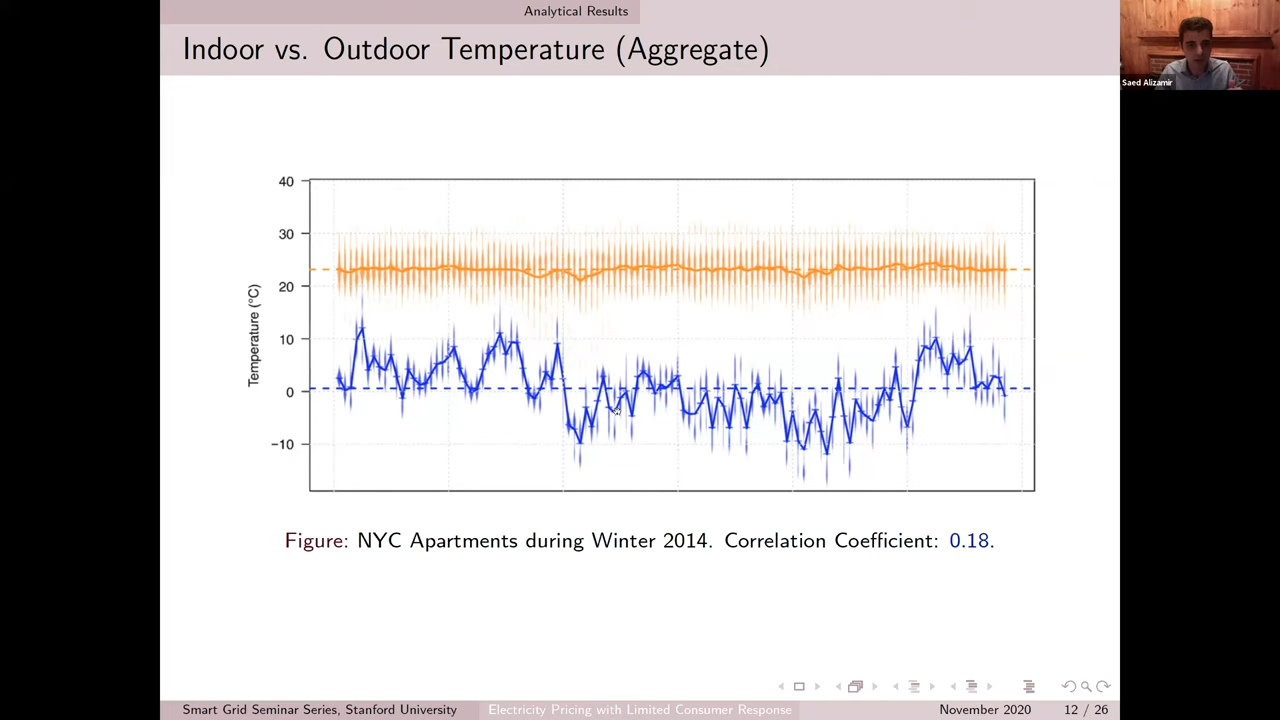 Analytical Results
Indoor vs. Outdoor Temperature (Aggregate)
Saed Alizamir
40
30
20
10
0
−10
Temperature (°C)
Figure: NYC Apartments during Winter 2014. Correlation Coefficient: 0.18.
Smart Grid Seminar Series, Stanford University
Electricity Pricing with Limited Consumer Response
November 2020
12 / 26